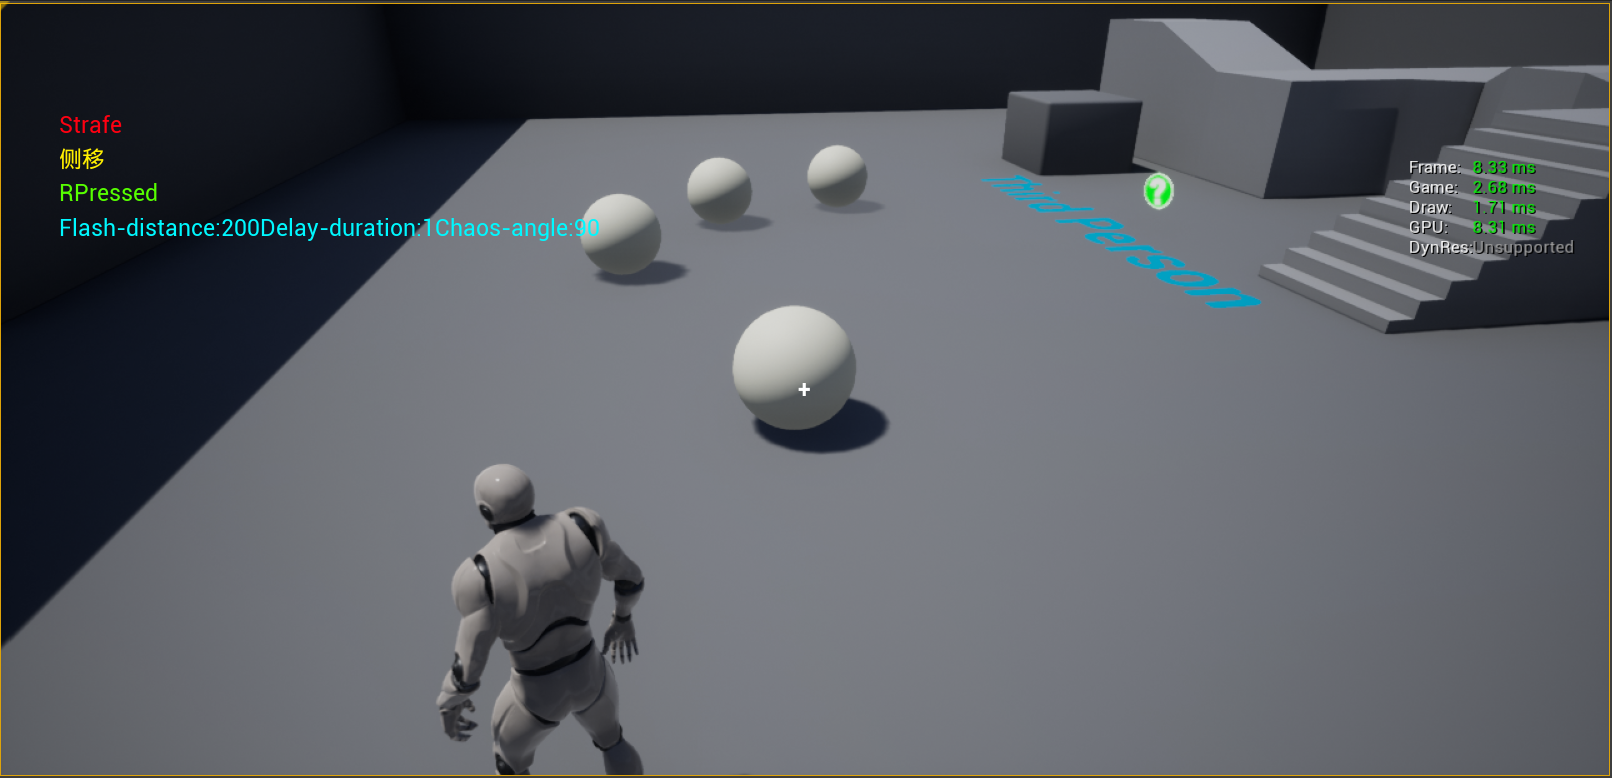 Strafe
侧移
RPressed
Flash-distance:200Delay-duration:1Chaos-angle:90
Third Person
?
Frame: 8.33 ms
Game: 2.68 ms
Draw: 1.71 ms
GPU: 8.31 ms
DynRes:Unsupported